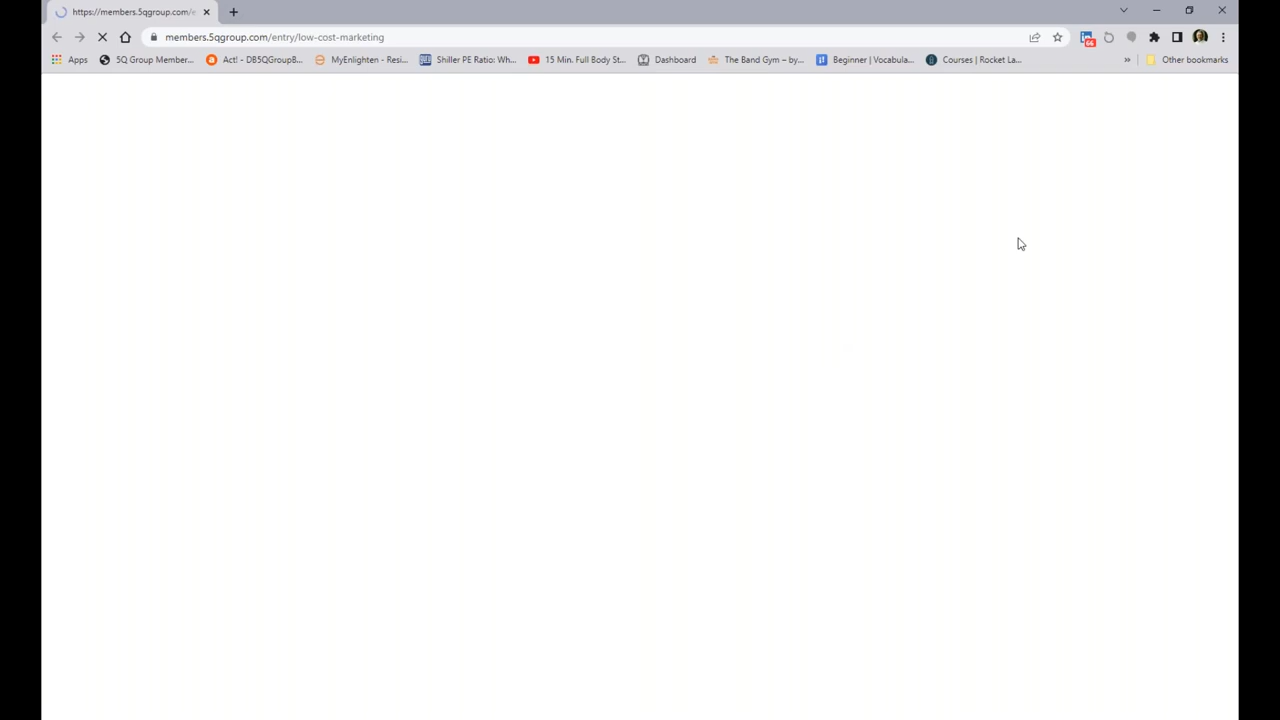 https://members.5qgroup.com/e
members.5qgroup.com/entry/low-cost-marketing
66
Apps
5Q Group Member...
Act! - DB5QGroupB...
MyEnlighten - Resi...
Shiller PE Ratio: Wh...
15 Min. Full Body St...
Dashboard
The Band Gym – by...
Beginner | Vocabula...
Courses | Rocket La...
»
Other bookmarks